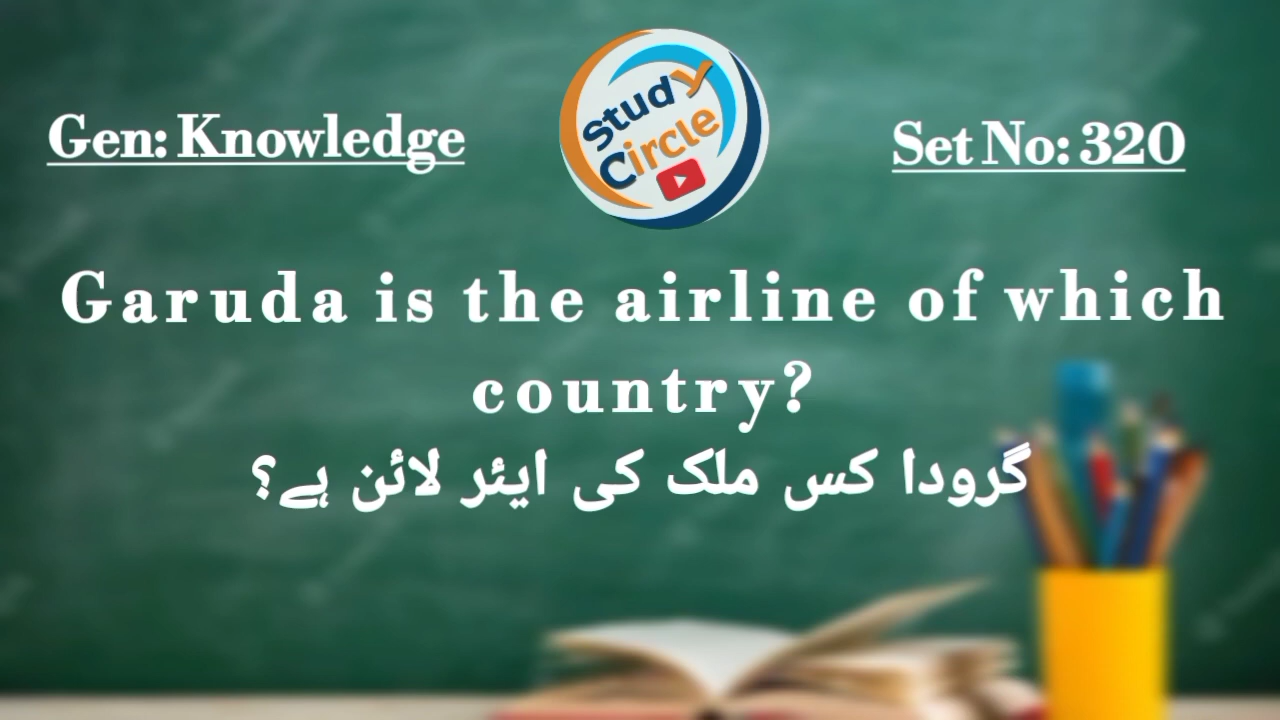 Gen: Knowledge
Study
Circle
Set No: 320
Garuda is the airline of which
country?
گرودا کس ملک کی ایئر لائن ہے؟